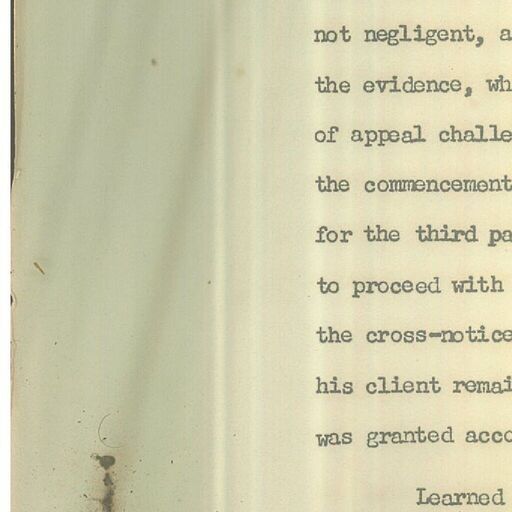 not negligent, a
the evidence, wh
of appeal challe
the commencement
for the third pa
to proceed with
the cross-notice
his client remai
was granted acco
Learned